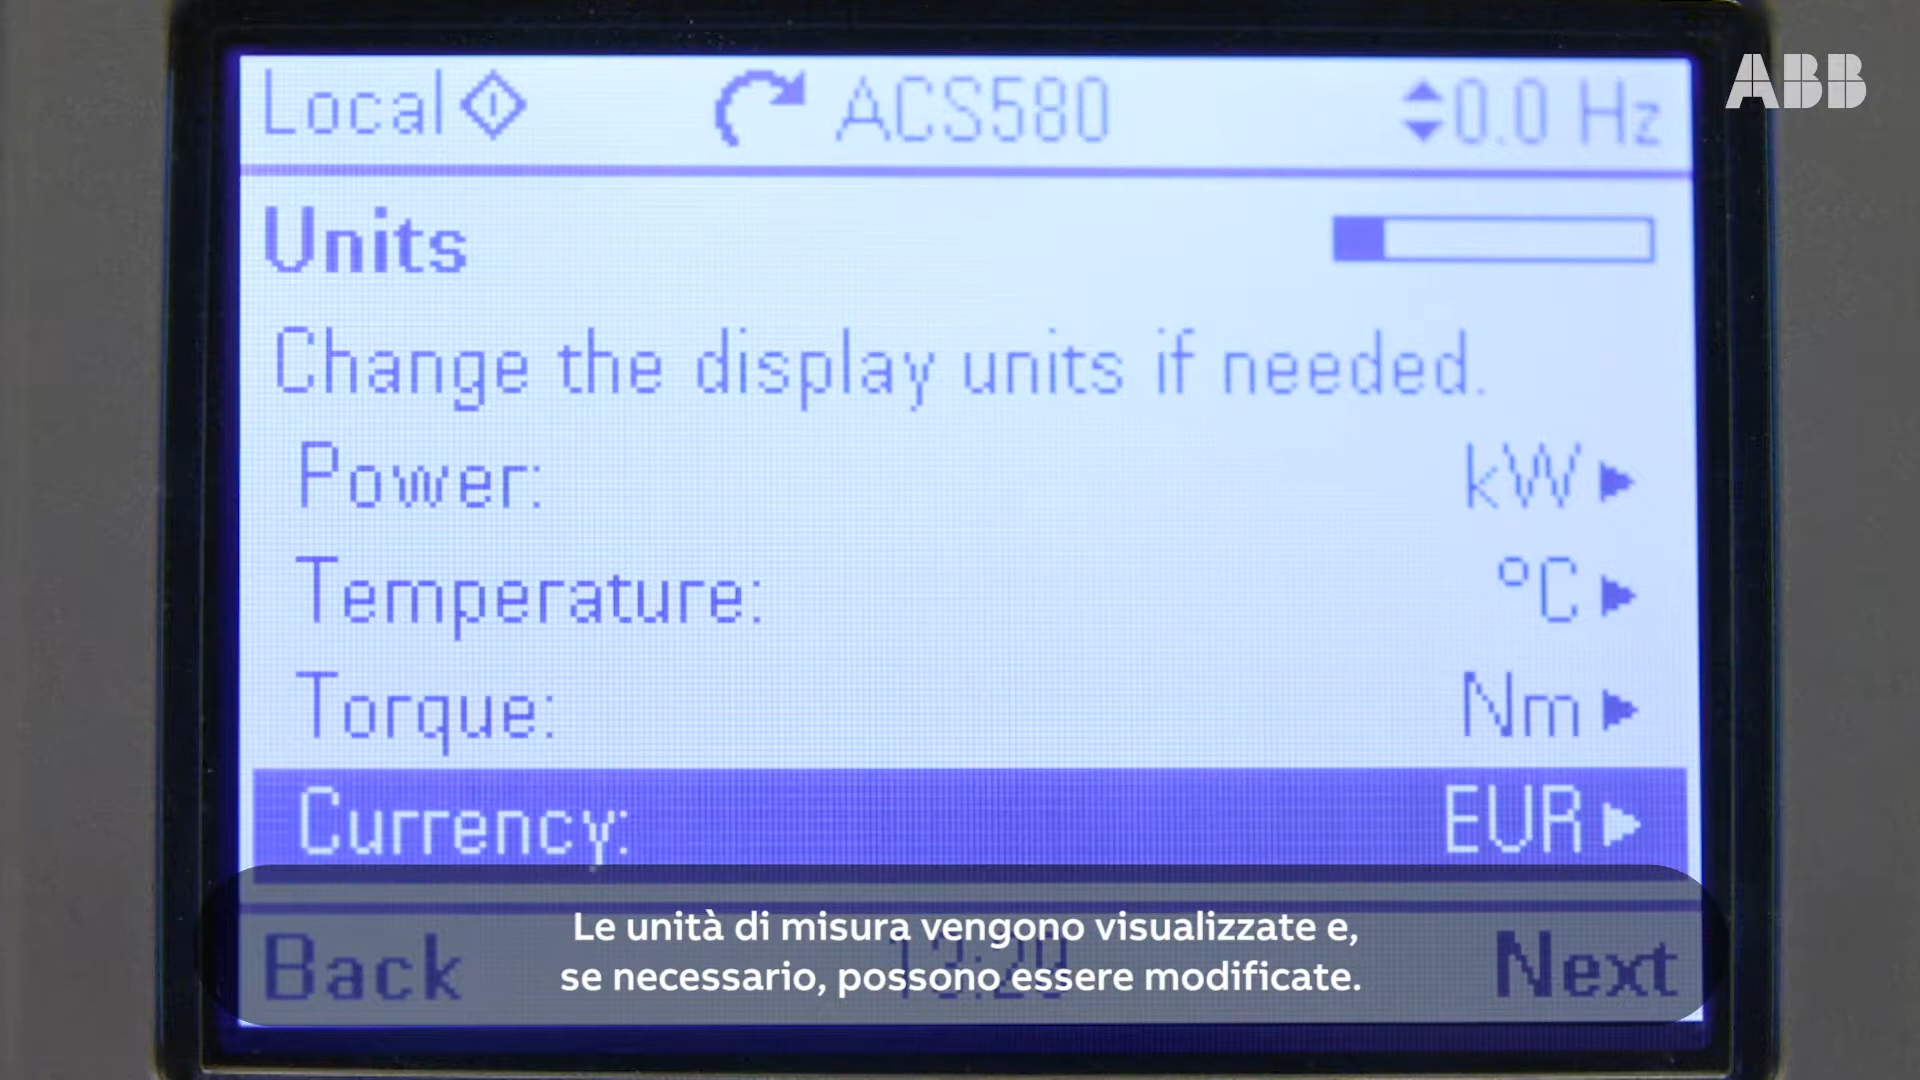 ABB
Local ACS580 0.0 Hz
Units
Change the display units if needed.
Power: kW
Temperature: °C
Torque: Nm
Currency: EUR
Back Next
Le unità di misura vengono visualizzate e,
se necessario, possono essere modificate.